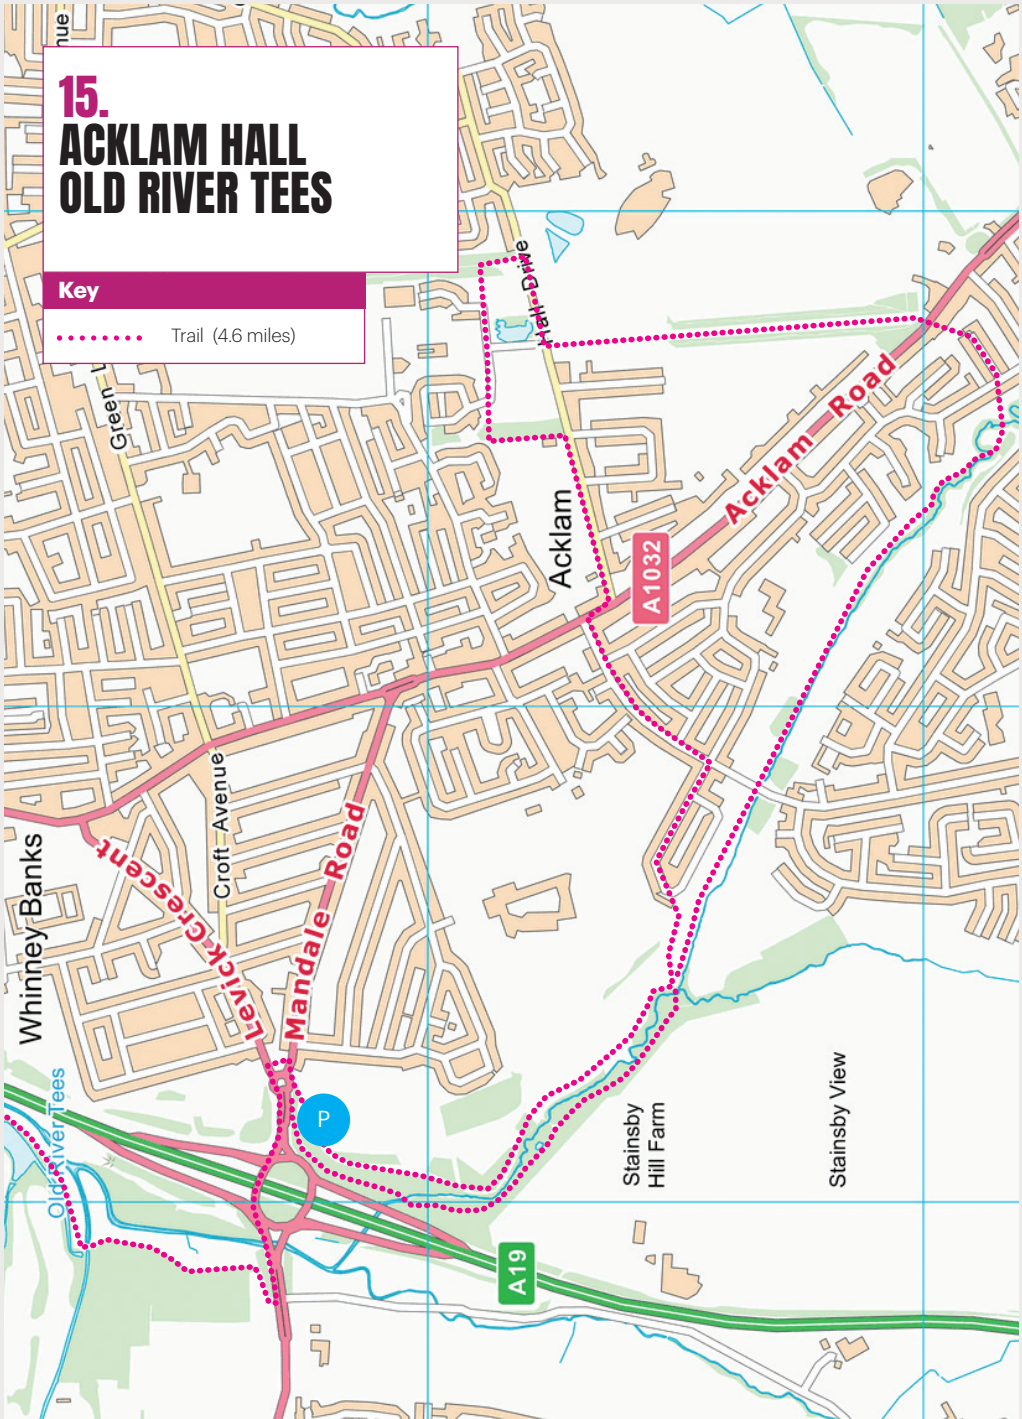 nue
15.
ACKLAM HALL
OLD RIVER TEES
Key
Trail (4.6 miles)
Hall Drive
Green L
Acklam Road
Acklam
A1032
Croft Avenue
Whinney Banks
Levick Crescent
Mandale Road
Old River Tees
P
Stainsby
Hill Farm
Stainsby View
A19